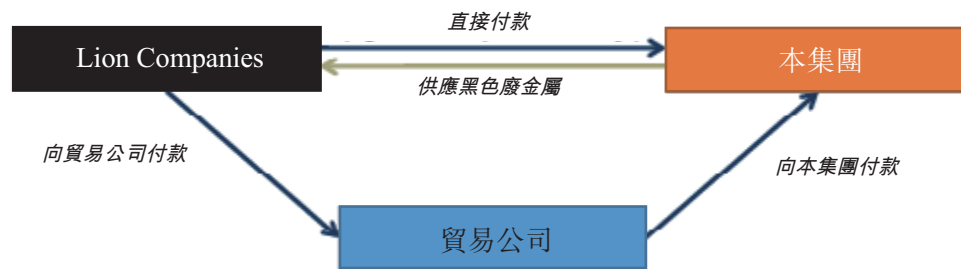 直接付款
Lion Companies
本集團
供應黑色廢金屬
向貿易公司付款
向本集團付款
貿易公司